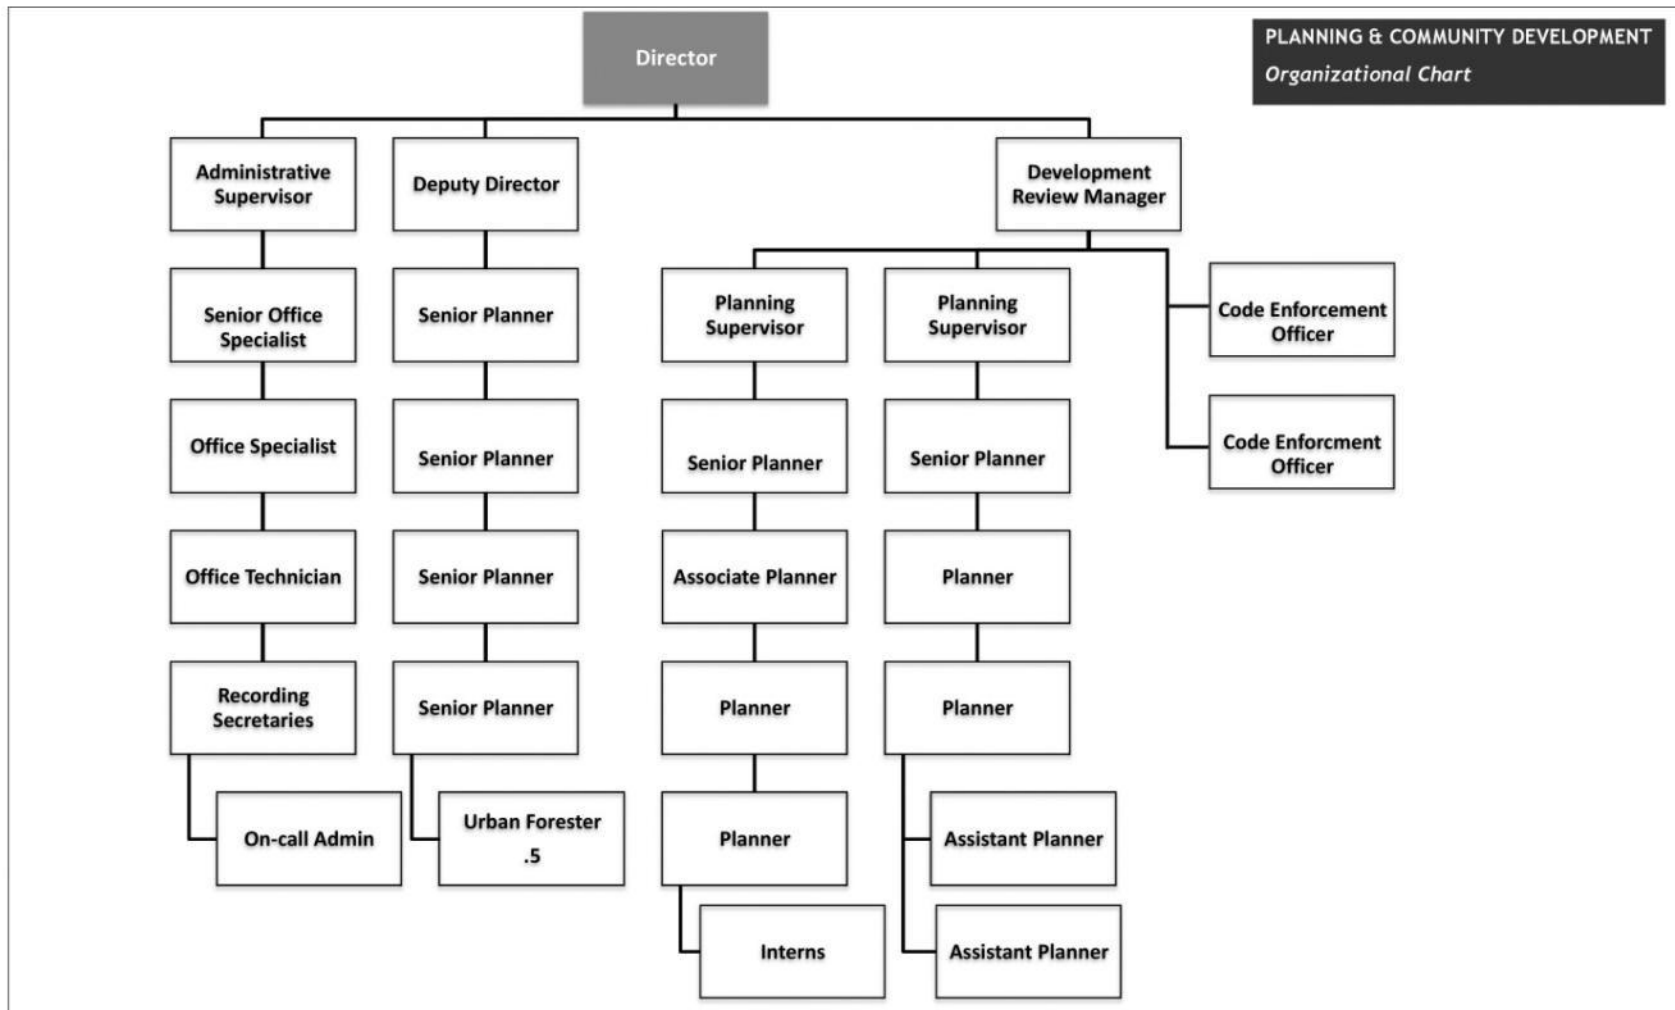 PLANNING & COMMUNITY DEVELOPMENT
Organizational Chart
Director
Administrative
Supervisor
Deputy Director
Development
Review Manager
Senior Office
Specialist
Senior Planner
Planning
Supervisor
Planning
Supervisor
Code Enforcement
Officer
Office Specialist
Senior Planner
Senior Planner
Senior Planner
Code Enforcment
Officer
Office Technician
Senior Planner
Associate Planner
Planner
Recording
Secretaries
Senior Planner
Planner
Planner
On-call Admin
Urban Forester
.5
Planner
Assistant Planner
Interns
Assistant Planner